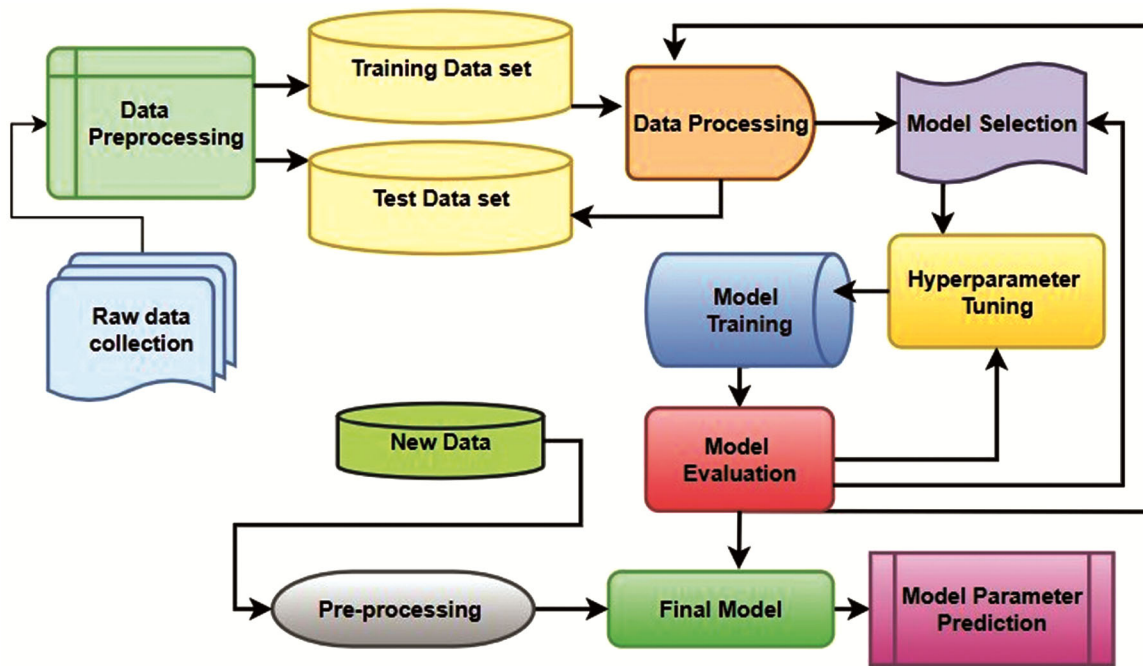 Training Data set
Data
Preprocessing
Data Processing
Model Selection
Test Data set
Hyperparameter
Tuning
Model
Training
Raw data
collection
New Data
Model
Evaluation
Pre-processing
Final Model
Model Parameter
Prediction